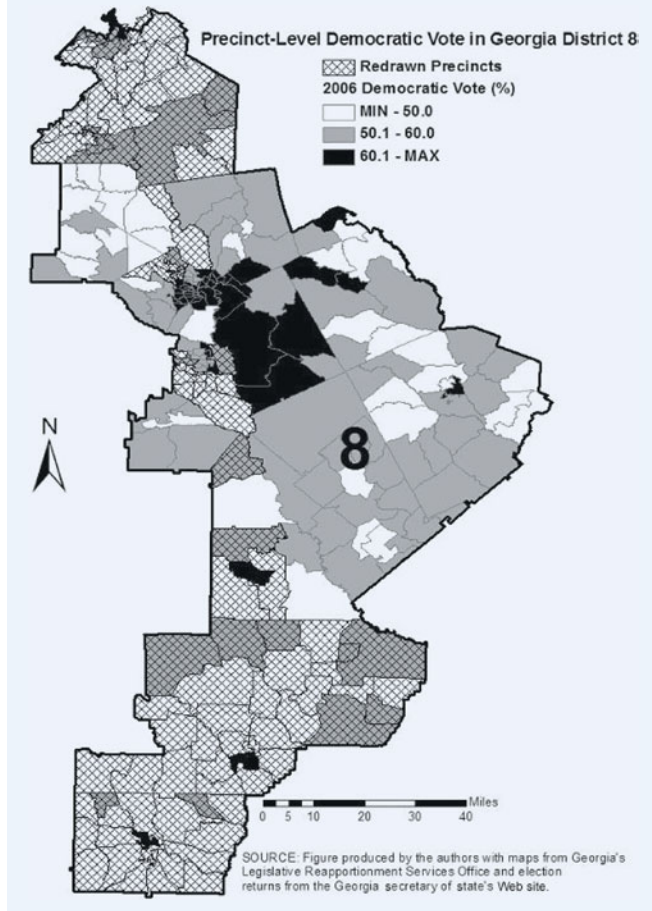 Precinct-Level Democratic Vote in Georgia District 8
Redrawn Precincts
2006 Democratic Vote (%)
MIN - 50.0
50.1 - 60.0
60.1 - MAX
N
8
Miles
0 5 10 20 30 40
SOURCE: Figure produced by the authors with maps from Georgia's
Legislative Reapportionment Services Office and election
returns from the Georgia secretary of state's Web site.